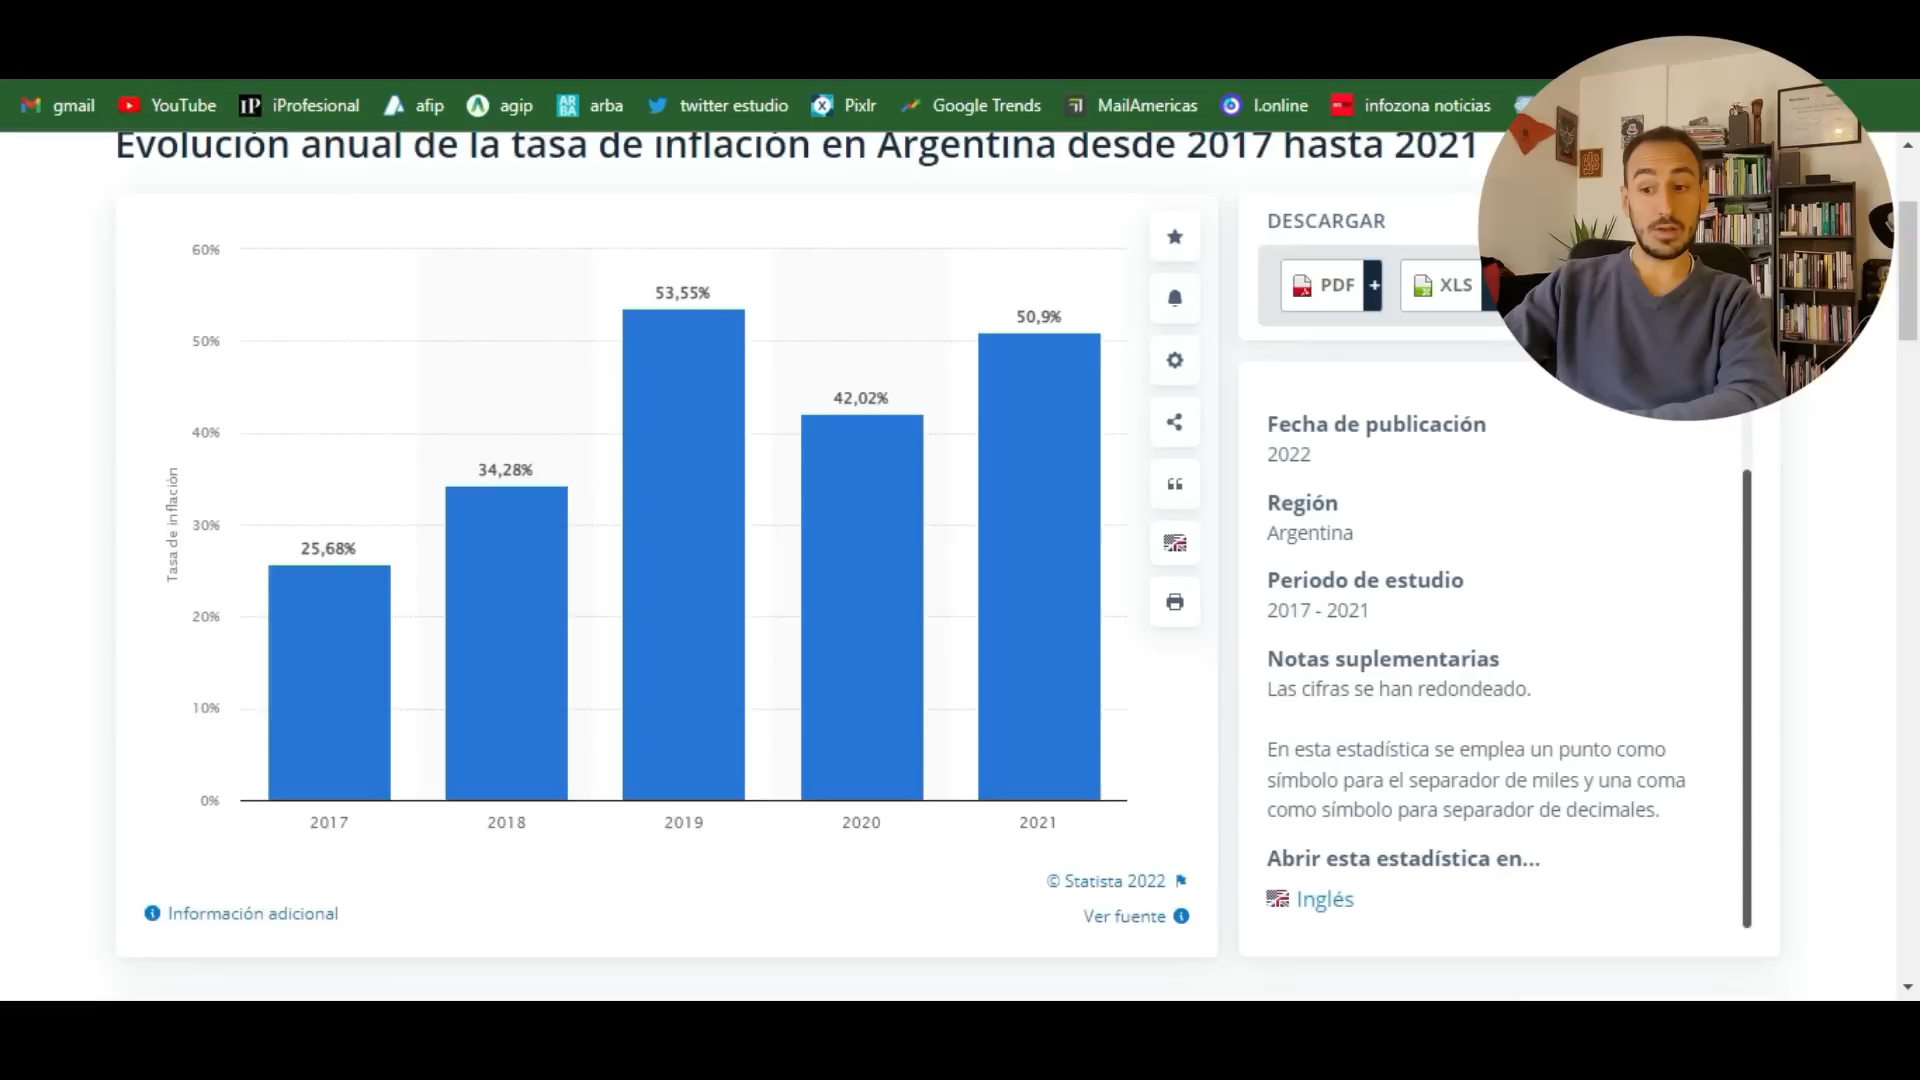 gmail YouTube iProfesional afip agip arba twitter estudio Pixlr Google Trends MailAmericas l.online infozona noticias
Evolución anual de la tasa de inflación en Argentina desde 2017 hasta 2021
60%
50%
40%
30%
20%
10%
0%
Tasa de inflación
25,68%
34,28%
53,55%
42,02%
50,9%
2017 2018 2019 2020 2021
© Statista 2022
Información adicional
Ver fuente
DESCARGAR
PDF + XLS
Fecha de publicación
2022
Región
Argentina
Periodo de estudio
2017 - 2021
Notas suplementarias
Las cifras se han redondeado.
En esta estadística se emplea un punto como
símbolo para el separador de miles y una coma
como símbolo para separador de decimales.
Abrir esta estadística en...
Inglés